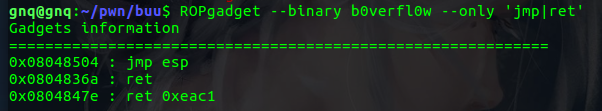 gnq@gnq:~/pwn/buu$ ROPgadget --binary b0verfl0w --only 'jmp|ret'
Gadgets information
============================================================
0x08048504 : jmp esp
0x0804836a : ret
0x0804847e : ret 0xeac1